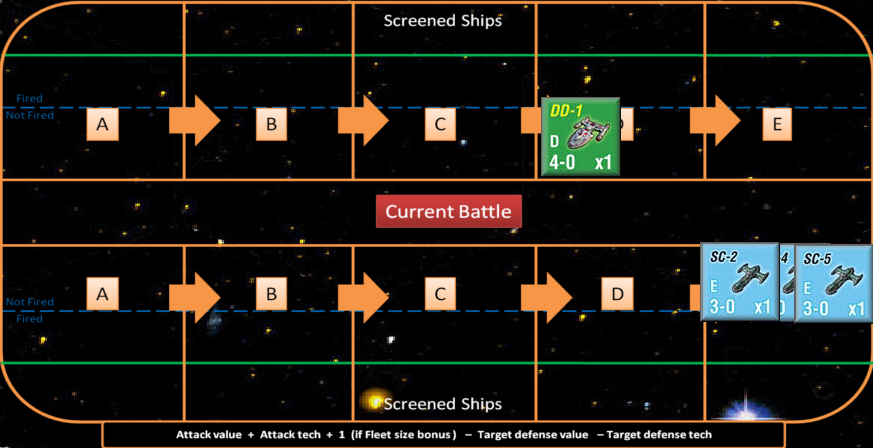 Screened Ships
Fired
Not Fired
A
B
C
DD-1
D
4-0 x1
E
Current Battle
Not Fired
Fired
A
B
C
D
SC-2
E
3-0 x1
4
0
SC-5
E
3-0 x1
Screened Ships
Attack value + Attack tech + 1 (if Fleet size bonus) – Target defense value – Target defense tech